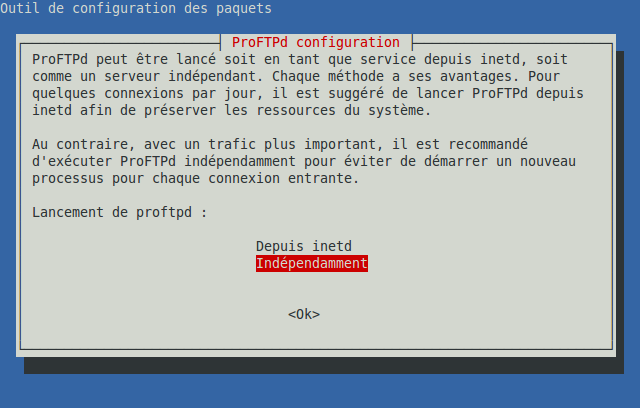 Outil de configuration des paquets
ProFTPd configuration
ProFTPd peut être lancé soit en tant que service depuis inetd, soit
comme un serveur indépendant. Chaque méthode a ses avantages. Pour
quelques connexions par jour, il est suggéré de lancer ProFTPd depuis
inetd afin de préserver les ressources du système.
Au contraire, avec un trafic plus important, il est recommandé
d'exécuter ProFTPd indépendamment pour éviter de démarrer un nouveau
processus pour chaque connexion entrante.
Lancement de proftpd :
Depuis inetd
Indépendamment
<Ok>